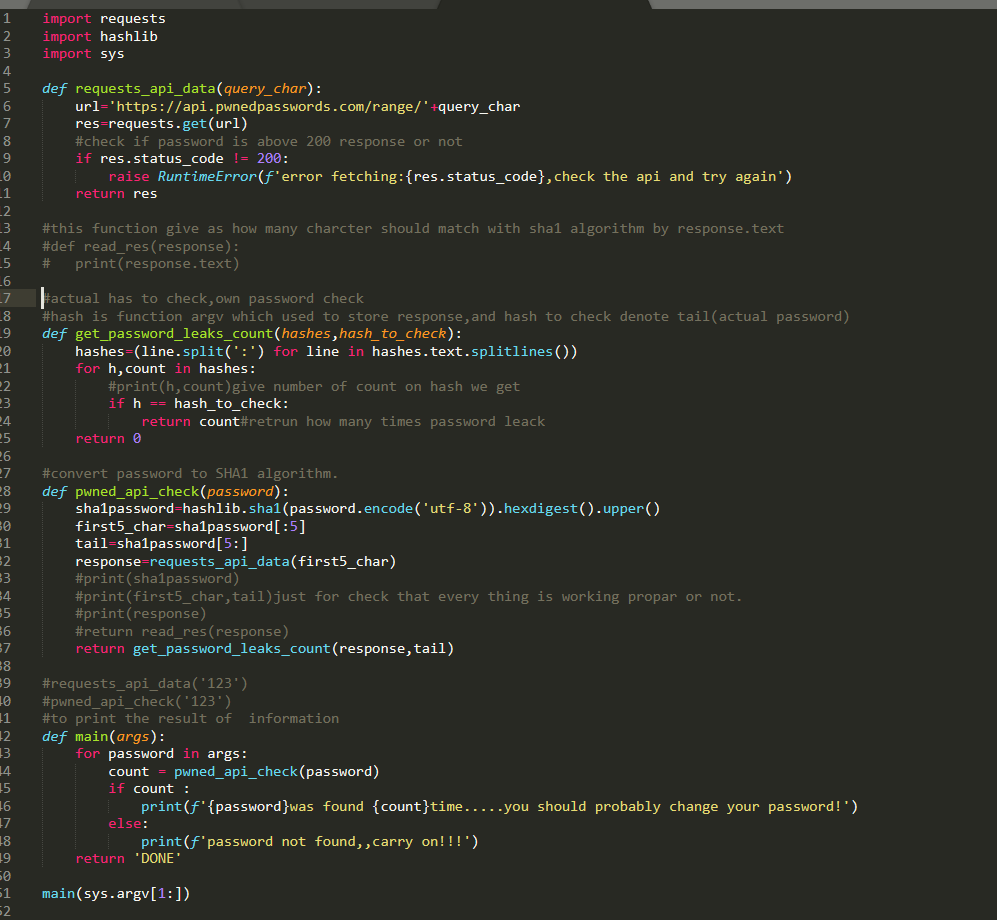 1 import requests
2 import hashlib
3 import sys
4
5 def requests_api_data(query_char):
6 url='https://api.pwnedpasswords.com/range/'+query_char
7 res=requests.get(url)
8 #check if password is above 200 response or not
9 if res.status_code != 200:
10 raise RuntimeError(f'error fetching:{res.status_code},check the api and try again')
11 return res
12
13 #this function give as how many charcter should match with sha1 algorithm by response.text
14 #def read_res(response):
15 #   print(response.text)
16
17 #actual has to check,own password check
18 #hash is function argv which used to store response,and hash to check denote tail(actual password)
19 def get_password_leaks_count(hashes,hash_to_check):
20 hashes=(line.split(':') for line in hashes.text.splitlines())
21 for h,count in hashes:
22 #print(h,count)give number of count on hash we get
23 if h == hash_to_check:
24 return count#retrun how many times password leack
25 return 0
26
27 #convert password to SHA1 algorithm.
28 def pwned_api_check(password):
29 sha1password=hashlib.sha1(password.encode('utf-8')).hexdigest().upper()
30 first5_char=sha1password[:5]
31 tail=sha1password[5:]
32 response=requests_api_data(first5_char)
33 #print(sha1password)
34 #print(first5_char,tail)just for check that every thing is working propar or not.
35 #print(response)
36 #return read_res(response)
37 return get_password_leaks_count(response,tail)
38
39 #requests_api_data('123')
40 #pwned_api_check('123')
41 #to print the result of  information
42 def main(args):
43 for password in args:
44 count = pwned_api_check(password)
45 if count :
46 print(f'{password}was found {count}time.....you should probably change your password!')
47 else:
48 print(f'password not found,,carry on!!!')
49 return 'DONE'
50
51 main(sys.argv[1:])
52